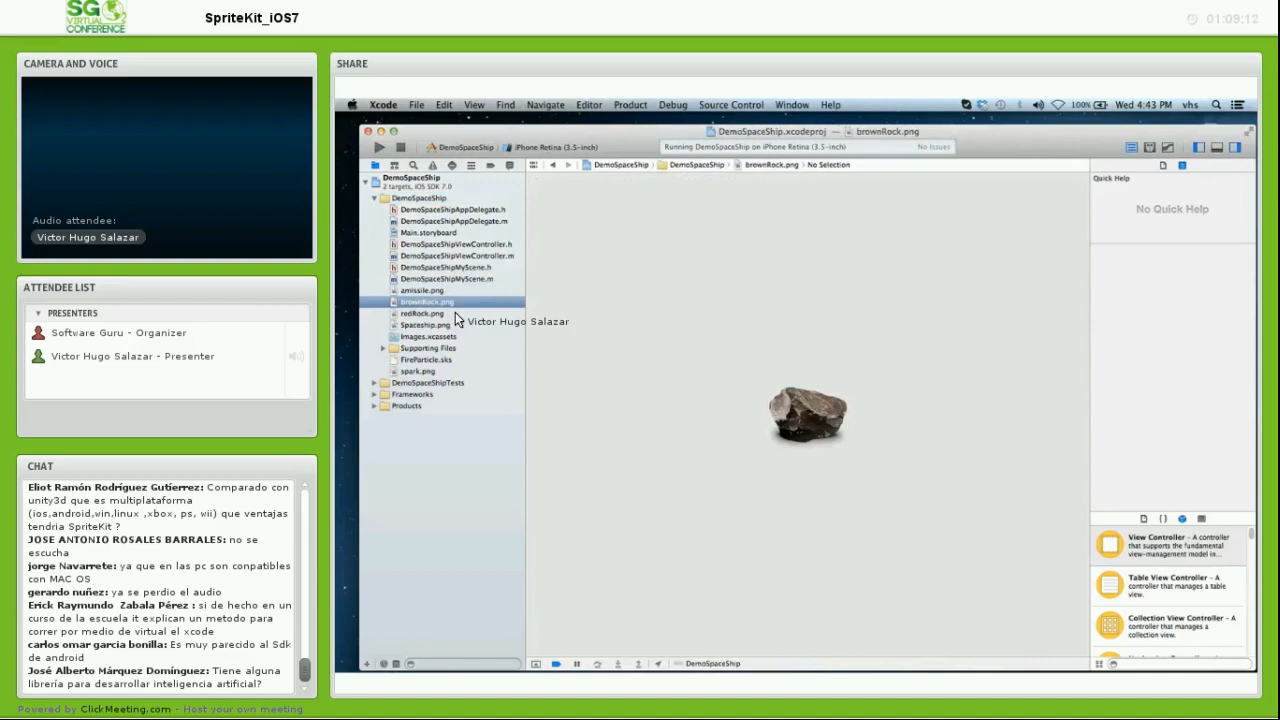 SG
VIRTUAL
CONFERENCE
SpriteKit_iOS7
01:09:12
CAMERA AND VOICE
Audio attendee:
Victor Hugo Salazar
ATTENDEE LIST
PRESENTERS
Software Guru - Organizer
Victor Hugo Salazar - Presenter
CHAT
Eliot Ramón Rodríguez Gutíerrez: Comparado con
unity3d que es multiplataforma
(ios,android,win,linux ,xbox, ps, wii) que ventajas
tendria SpriteKit ?
JOSE ANTONIO ROSALES BARRALES: no se
escucha
jorge Navarrete: ya que en las pc son conpatibles
con MAC OS
gerardo nuñez: ya se perdio el audio
Erick Raymundo Zabala Pérez : si de hecho en un
curso de la escuela it explican un metodo para
correr por medio de virtual el xcode
carlos omar garcia bonilla: Es muy parecido al Sdk
de android
José Alberto Márquez Domínguez: Tiene alguna
librería para desarrollar inteligencia artificial?
Powered by ClickMeeting.com - Host your own meeting
SHARE
Xcode File Edit View Find Navigate Editor Product Debug Source Control Window Help
100% Wed 4:43 PM vhs
DemoSpaceShip.xcodeproj — brownRock.png
DemoSpaceShip iPhone Retina (3.5-inch)
Running DemoSpaceShip on iPhone Retina (3.5-inch) No Issues
DemoSpaceShip DemoSpaceShip brownRock.png No Selection
DemoSpaceShip
2 targets, iOS SDK 7.0
DemoSpaceShip
DemoSpaceShipAppDelegate.h
DemoSpaceShipAppDelegate.m
Main.storyboard
DemoSpaceShipViewController.h
DemoSpaceShipViewController.m
DemoSpaceShipMyScene.h
DemoSpaceShipMyScene.m
amissile.png
brownRock.png
redRock.png
Spaceship.png
Images.xcassets
Supporting Files
FireParticle.sks
spark.png
DemoSpaceShipTests
Frameworks
Products
Victor Hugo Salazar
Quick Help
No Quick Help
View Controller - A controller
that supports the fundamental
view-management model in...
Table View Controller - A
controller that manages a table
view.
Collection View Controller - A
controller that manages a
collection view.
DemoSpaceShip